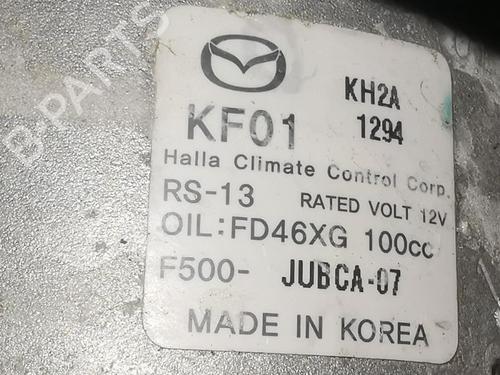 KH2A
KF01 1294
Halla Climate Control Corp.
RS-13 RATED VOLT 12V
OIL:FD46XG 100cc
F500- JUBCA-07
MADE IN KOREA
B-PARTS